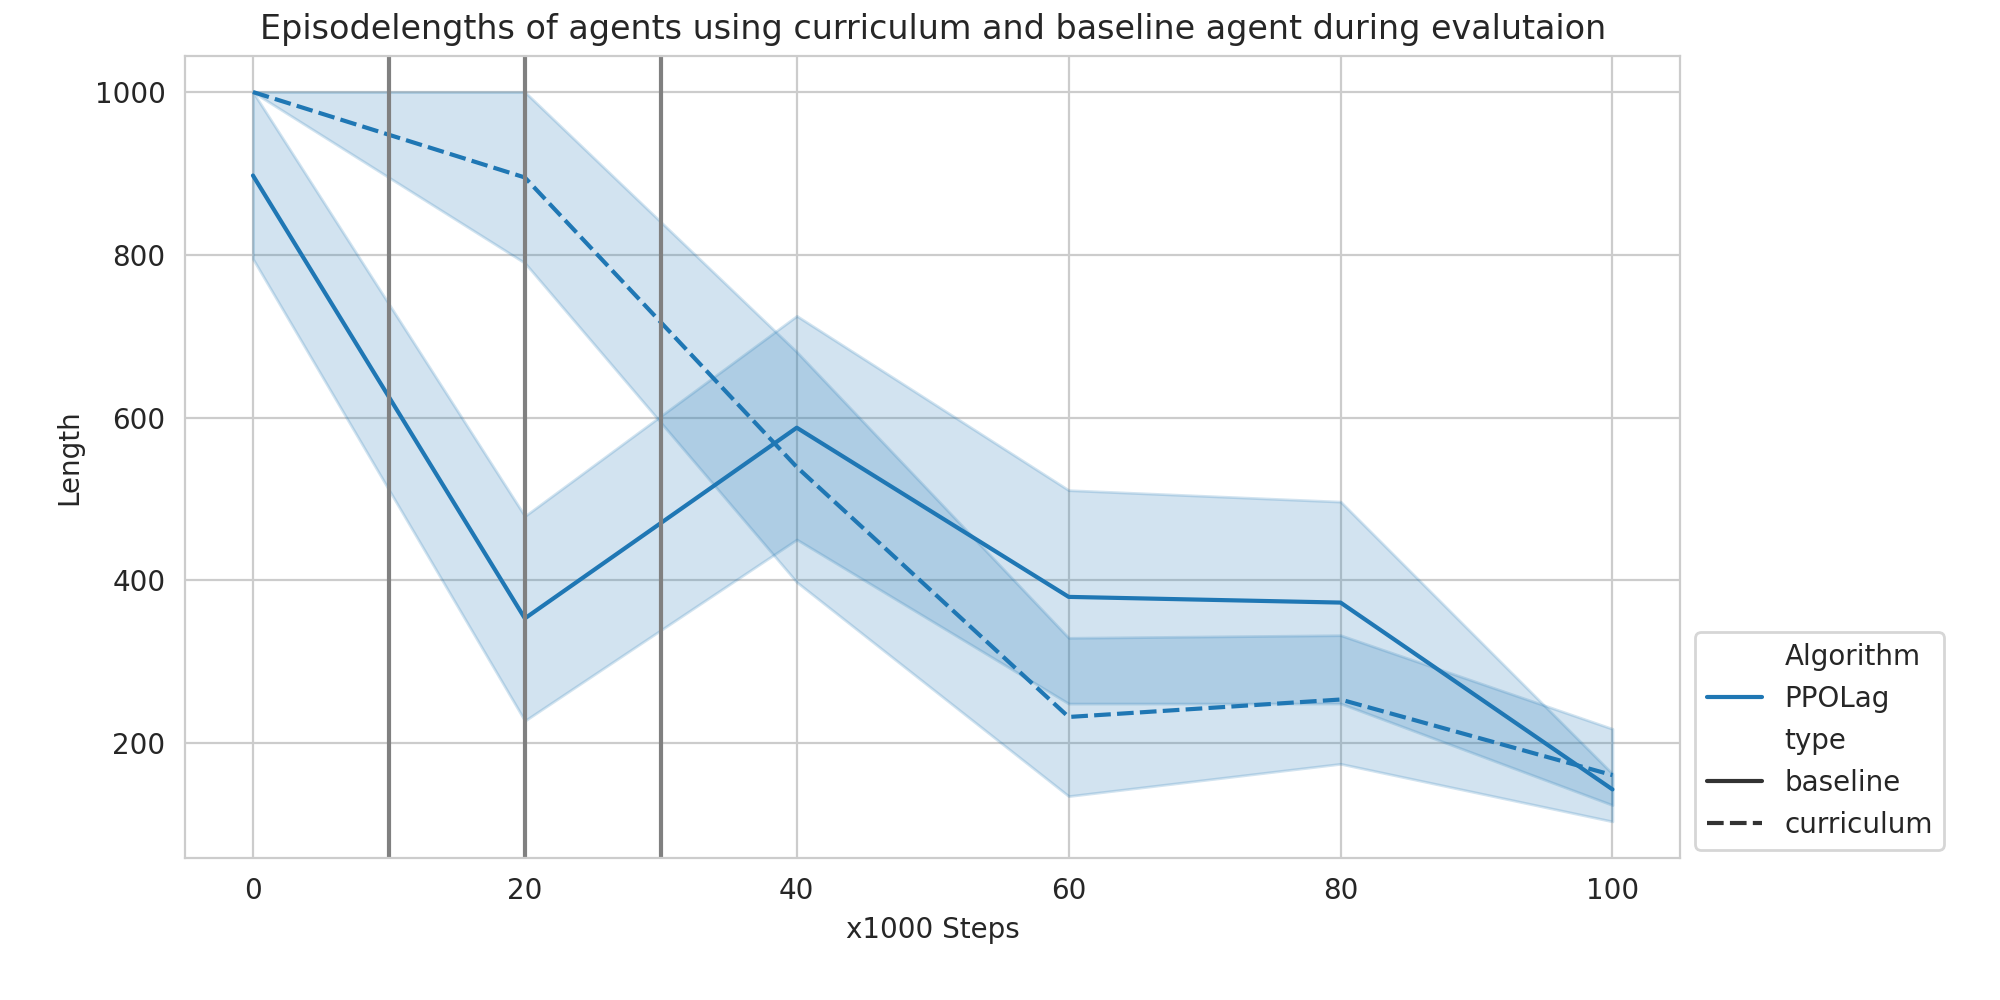 Episodelengths of agents using curriculum and baseline agent during evalutaion
1000
800
600
400
200
Length
0 20 40 60 80 100
x1000 Steps
Algorithm
PPOLag
type
baseline
curriculum